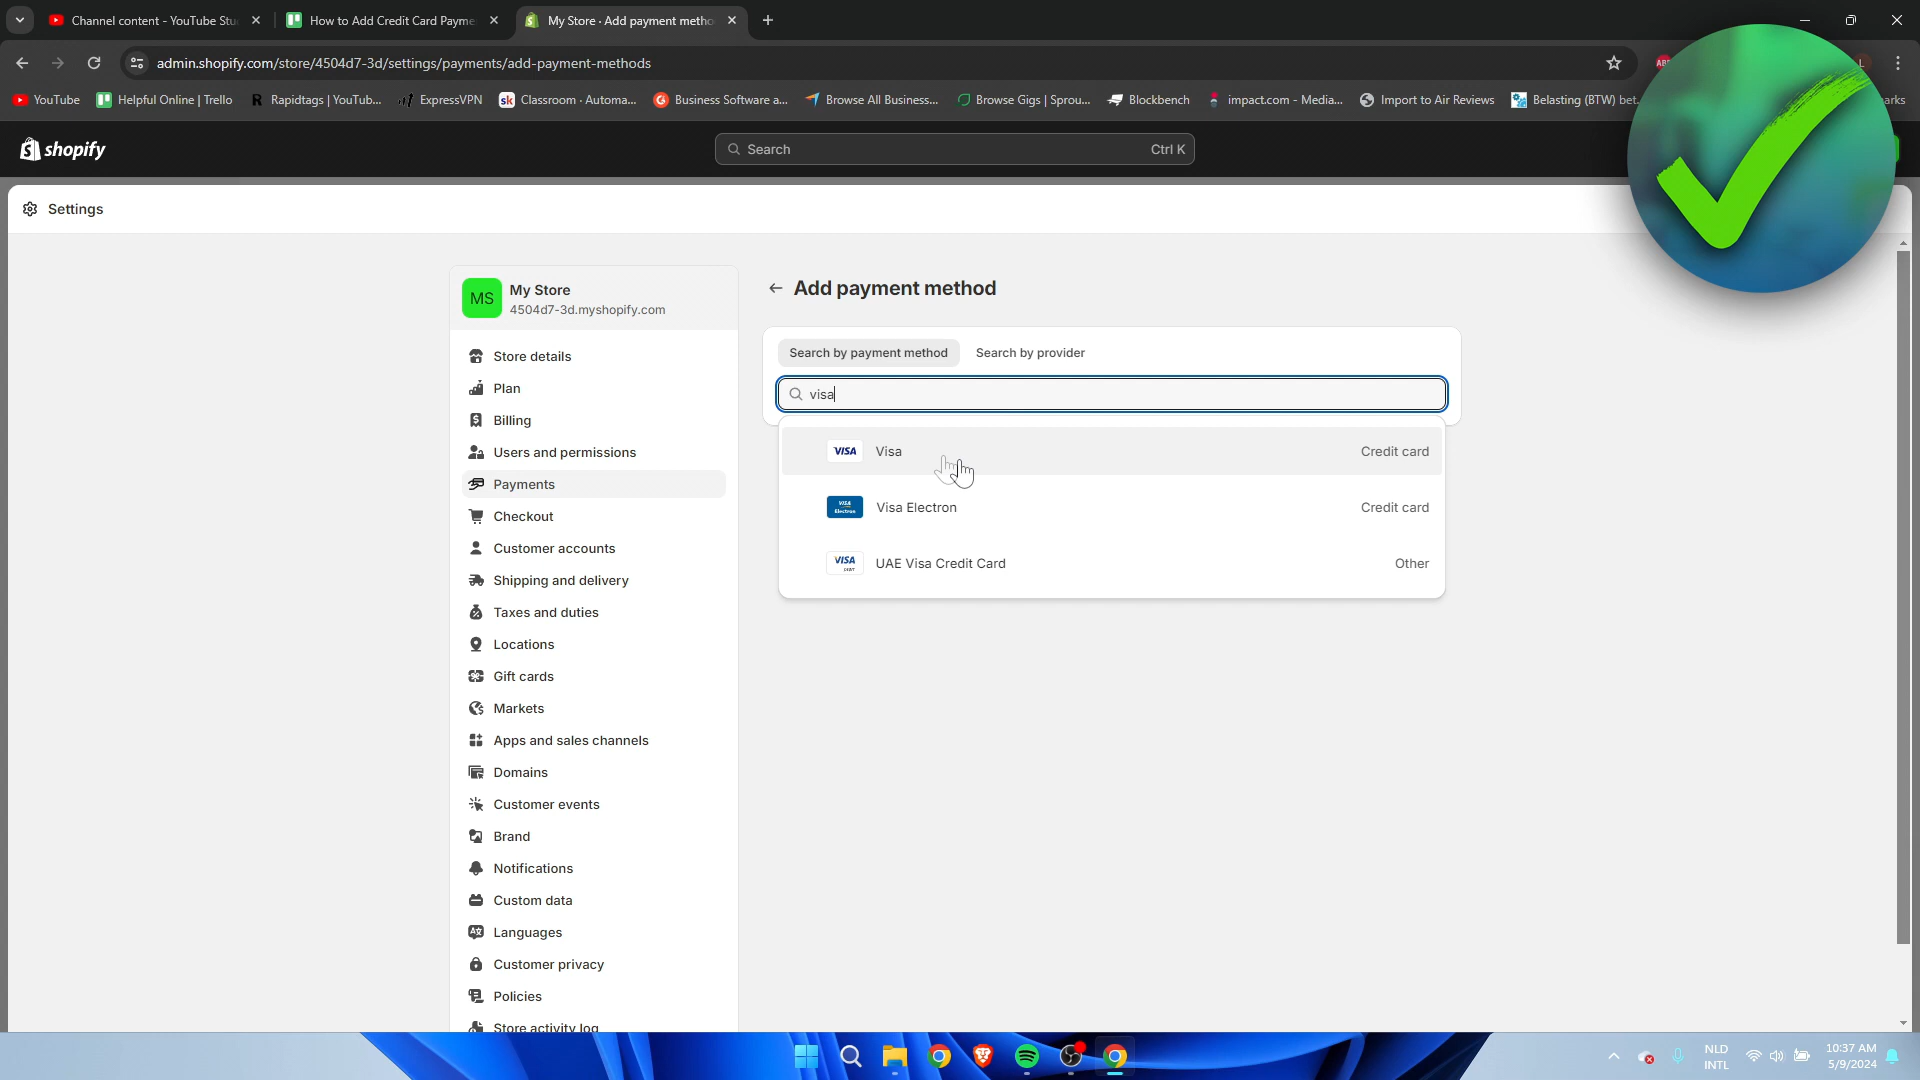 Channel content - YouTube Stu
How to Add Credit Card Payme
My Store · Add payment metho
admin.shopify.com/store/4504d7-3d/settings/payments/add-payment-methods
YouTube
Helpful Online | Trello
Rapidtags | YouTub...
ExpressVPN
Classroom - Automa...
Business Software a...
Browse All Business...
Browse Gigs | Sprou...
Blockbench
impact.com - Media...
Import to Air Reviews
Belasting (BTW) bet...
arks
shopify
Search
Ctrl K
Settings
MS
My Store
4504d7-3d.myshopify.com
Store details
Plan
Billing
Users and permissions
Payments
Checkout
Customer accounts
Shipping and delivery
Taxes and duties
Locations
Gift cards
Markets
Apps and sales channels
Domains
Customer events
Brand
Notifications
Custom data
Languages
Customer privacy
Policies
Store activity log
Add payment method
Search by payment method
Search by provider
visa
VISA
Visa
Credit card
VISA
Electron
Visa Electron
Credit card
VISA
DEBIT
UAE Visa Credit Card
Other
NLD
INTL
10:37 AM
5/9/2024